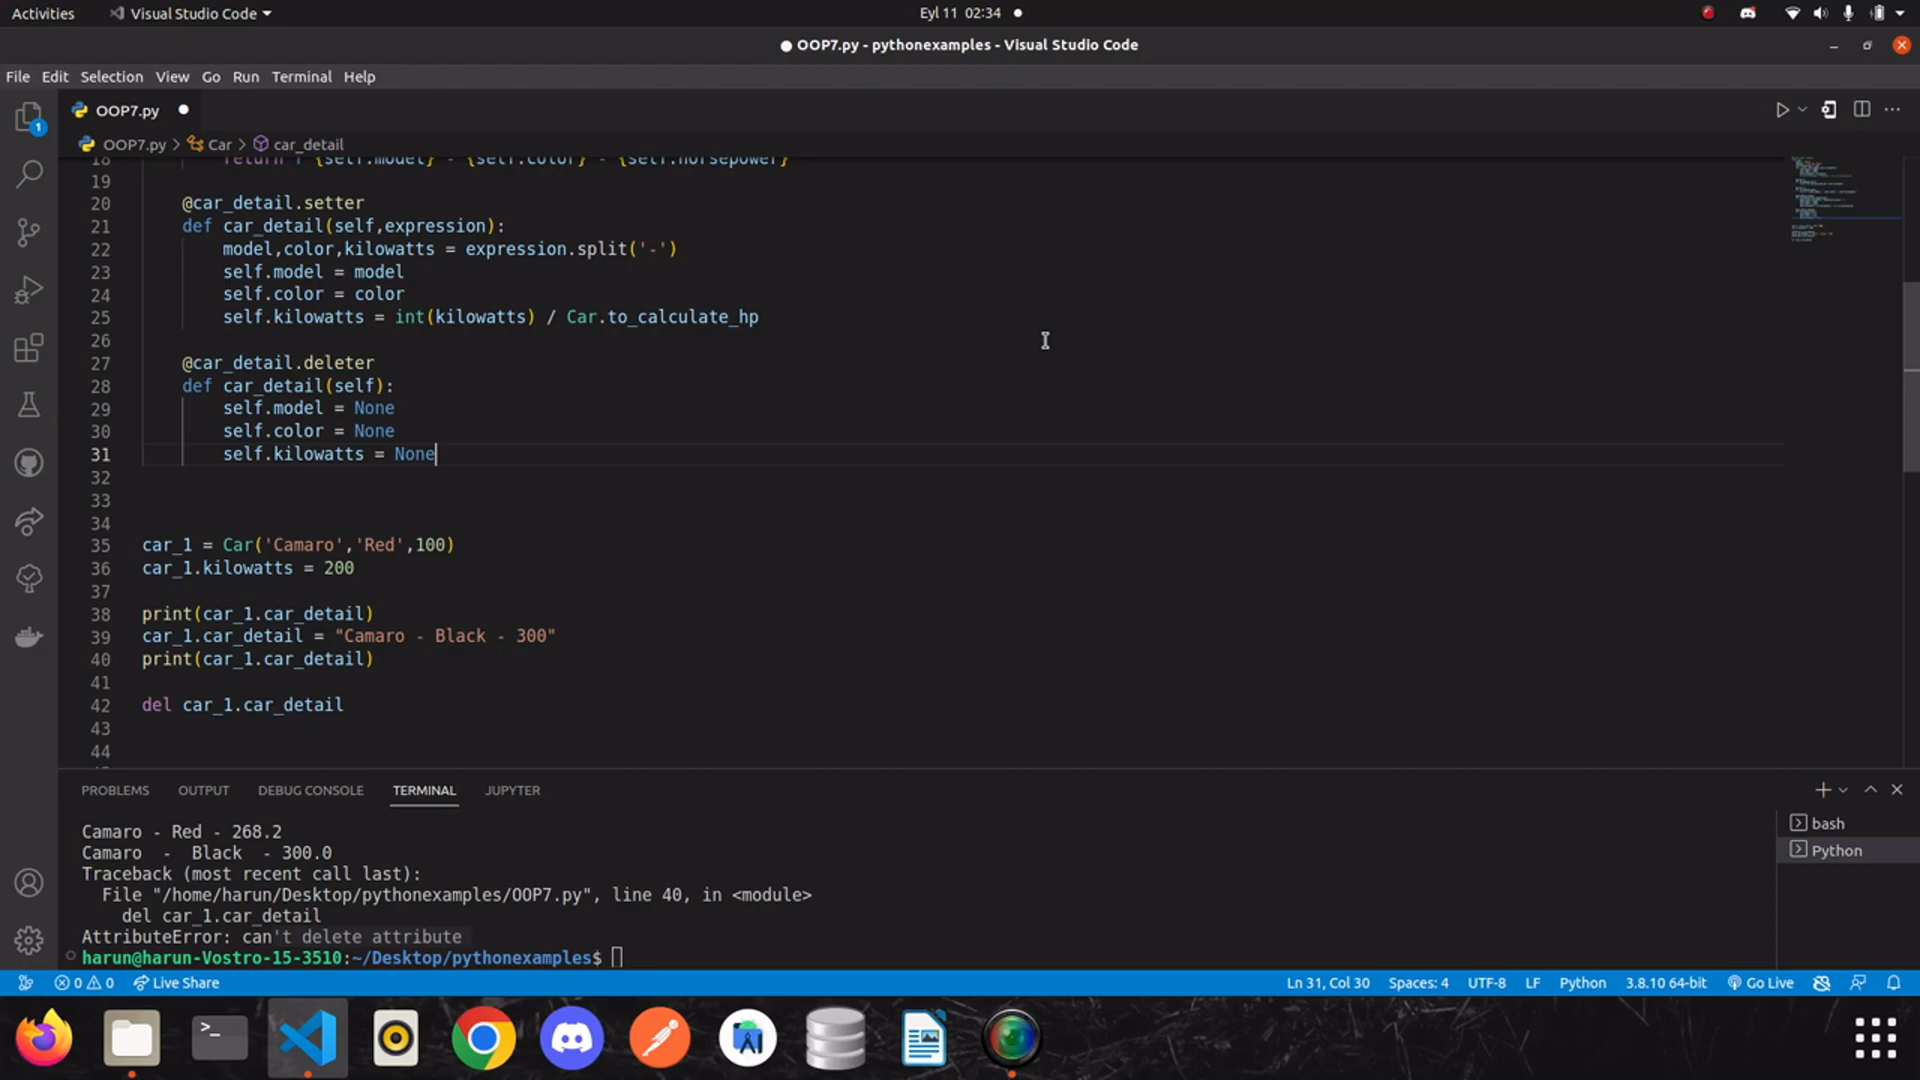 Activities
Visual Studio Code
Eyl 11 02:34
● OOP7.py - pythonexamples - Visual Studio Code
File Edit Selection View Go Run Terminal Help
OOP7.py
OOP7.py > Car > car_detail
18 return f"{self.model} - {self.color} - {self.horsepower}"
19
20 @car_detail.setter
21 def car_detail(self,expression):
22 model,color,kilowatts = expression.split('-')
23 self.model = model
24 self.color = color
25 self.kilowatts = int(kilowatts) / Car.to_calculate_hp
26
27 @car_detail.deleter
28 def car_detail(self):
29 self.model = None
30 self.color = None
31 self.kilowatts = None
32
33
34
35 car_1 = Car('Camaro','Red',100)
36 car_1.kilowatts = 200
37
38 print(car_1.car_detail)
39 car_1.car_detail = "Camaro - Black - 300"
40 print(car_1.car_detail)
41
42 del car_1.car_detail
43
44
PROBLEMS OUTPUT DEBUG CONSOLE TERMINAL JUPYTER
Camaro - Red - 268.2
Camaro  -  Black  - 300.0
Traceback (most recent call last):
File "/home/harun/Desktop/pythonexamples/OOP7.py", line 40, in <module>
del car_1.car_detail
AttributeError: can't delete attribute
harun@harun-Vostro-15-3510:~/Desktop/pythonexamples$
bash
Python
0 0 Live Share
Ln 31, Col 30 Spaces: 4 UTF-8 LF Python 3.8.10 64-bit Go Live